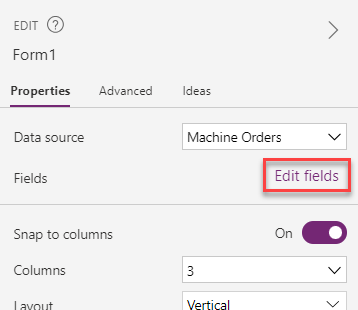 EDIT ?
Form1
Properties Advanced Ideas
Data source Machine Orders
Fields Edit fields
Snap to columns On
Columns 3
Layout Vertical